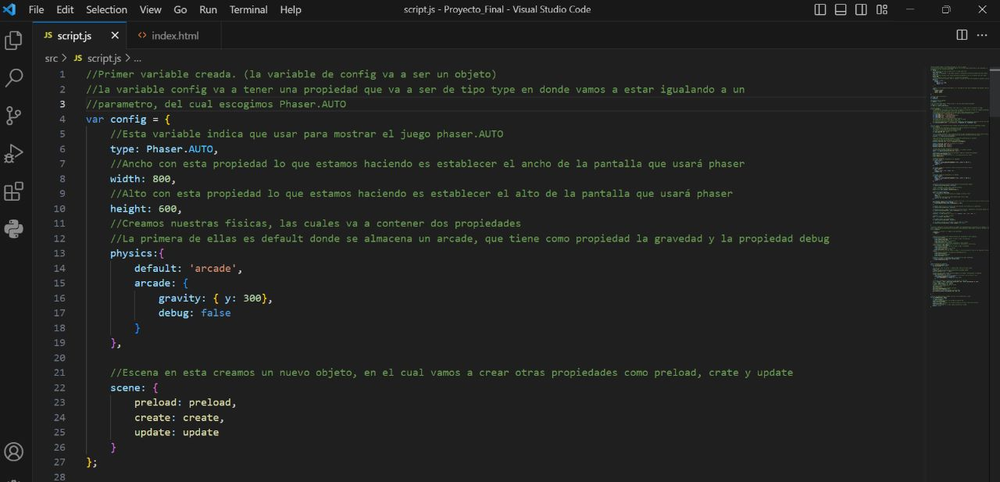 File Edit Selection View Go Run Terminal Help script.js - Proyecto_Final - Visual Studio Code
JS script.js index.html
src > JS script.js > ...
1 //Primer variable creada. (la variable de config va a ser un objeto)
2 //la variable config va a tener una propiedad que va a ser de tipo type en donde vamos a estar igualando a un
3 //parametro, del cual escogimos Phaser.AUTO
4 var config = {
5 //Esta variable indica que usar para mostrar el juego phaser.AUTO
6 type: Phaser.AUTO,
7 //Ancho con esta propiedad lo que estamos haciendo es establecer el ancho de la pantalla que usará phaser
8 width: 800,
9 //Alto con esta propiedad lo que estamos haciendo es establecer el alto de la pantalla que usará phaser
10 height: 600,
11 //Creamos nuestras fisicas, las cuales va a contener dos propiedades
12 //La primera de ellas es default donde se almacena un arcade, que tiene como propiedad la gravedad y la propiedad debug
13 physics:{
14 default: 'arcade',
15 arcade: {
16 gravity: { y: 300},
17 debug: false
18 }
19 },
20
21 //Escena en esta creamos un nuevo objeto, en el cual vamos a crear otras propiedades como preload, crate y update
22 scene: {
23 preload: preload,
24 create: create,
25 update: update
26 }
27 };
28